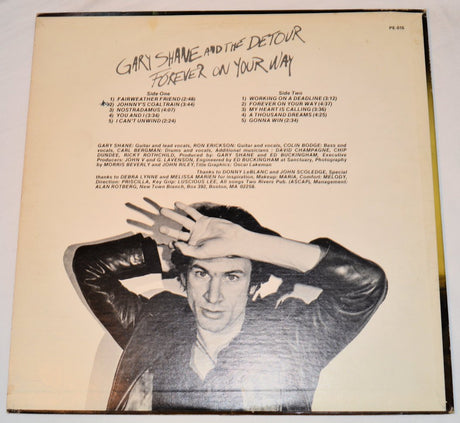 PE-016
GARY SHANE AND THE DETOUR
FOREVER ON YOUR WAY
Side One
1) FAIRWEATHER FRIEND (2:48)
2) JOHNNY'S COALTRAIN (3:44)
3) NOSTRADAMUS (4:07)
4) YOU AND I (3:34)
5) I CAN'T UNWIND (2:24)
Side Two
1) WORKING ON A DEADLINE (3:12)
2) FOREVER ON YOUR WAY (4:37)
3) MY HEART IS CALLING (3:36)
4) A THOUSAND DREAMS (4:25)
5) GONNA WIN (2:34)
GARY SHANE: Guitar and lead vocals, RON ERICKSON: Guitar and vocals, COLIN BODGE: Bass and
vocals, CARL BERGMAN: Drums and vocals, Additional musicians : DAVID CHAMPAGNE, CHIP
DUNDEE, RICKY ROTHCHILD, Produced by GARY SHANE and ED BUCKINGHAM, Executive
Producers: JOHN V and G. LAVENSON, Engineered by ED BUCKINGHAM at Sanctuary, Photography
by MORRIS BEVERLY and JOHN RILEY, Title Graphics: Oscar Lakeman
Thanks to DONNY LeBLANC and JOHN SCOLEDGE, Special
thanks to DEBRA LYNNE and MELISSA MARIEN for inspiration, Makeup: MARIA, Comfort: MELODY,
Direction: PRISCILLA, Key Grip: LUSCIOUS LEE, All songs Two Rivers Pub. (ASCAP), Management:
ALAN ROTBERG, New Town Branch, Box 392, Boston, MA 02258.